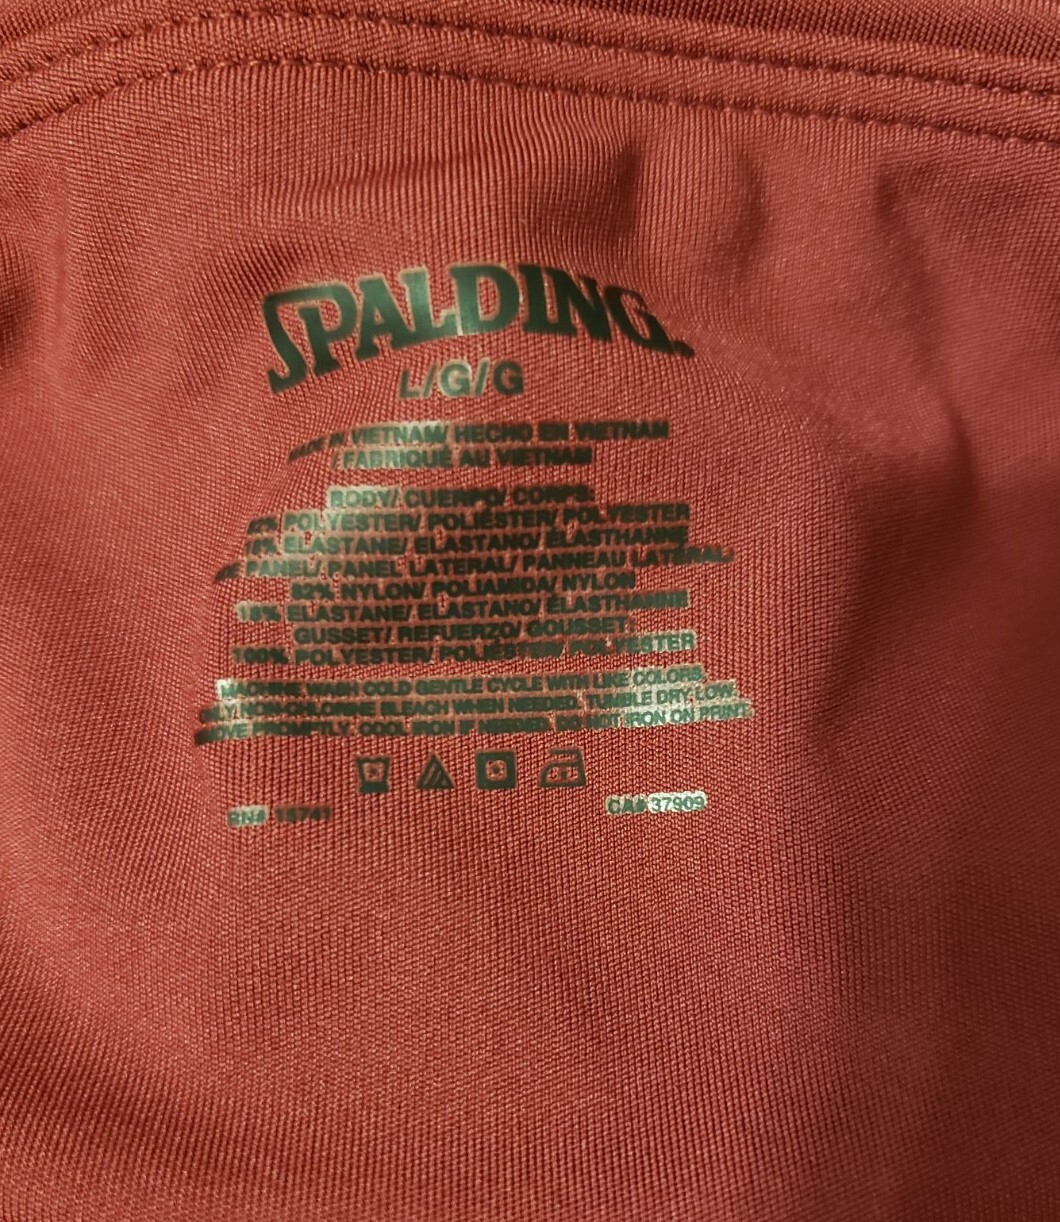 SPALDING.
L/G/G
MADE IN VIETNAM/ HECHO EN VIETNAM
/FABRIQUÉ AU VIETNAM
BODY/ CUERPO/ CORPS:
POLYESTER/ POLIÉSTER/ POLYESTER
ELASTANE/ ELASTANO/ ÉLASTHANNE
PANEL/ PANEL LATERAL/ PANNEAU LATÉRAL:
82% NYLON/ POLIAMIDA/ NYLON
18% ELASTANE/ ELASTANO/ ÉLASTHANNE
GUSSET/ REFUERZO/ GOUSSET:
100% POLYESTER/ POLIÉSTER/ POLYESTER
MACHINE WASH COLD GENTLE CYCLE WITH LIKE COLORS.
ONLY NON-CHLORINE BLEACH WHEN NEEDED. TUMBLE DRY LOW.
REMOVE PROMPTLY. COOL IRON IF NEEDED. DO NOT IRON ON PRINT.
RN# 15741 CA# 37909